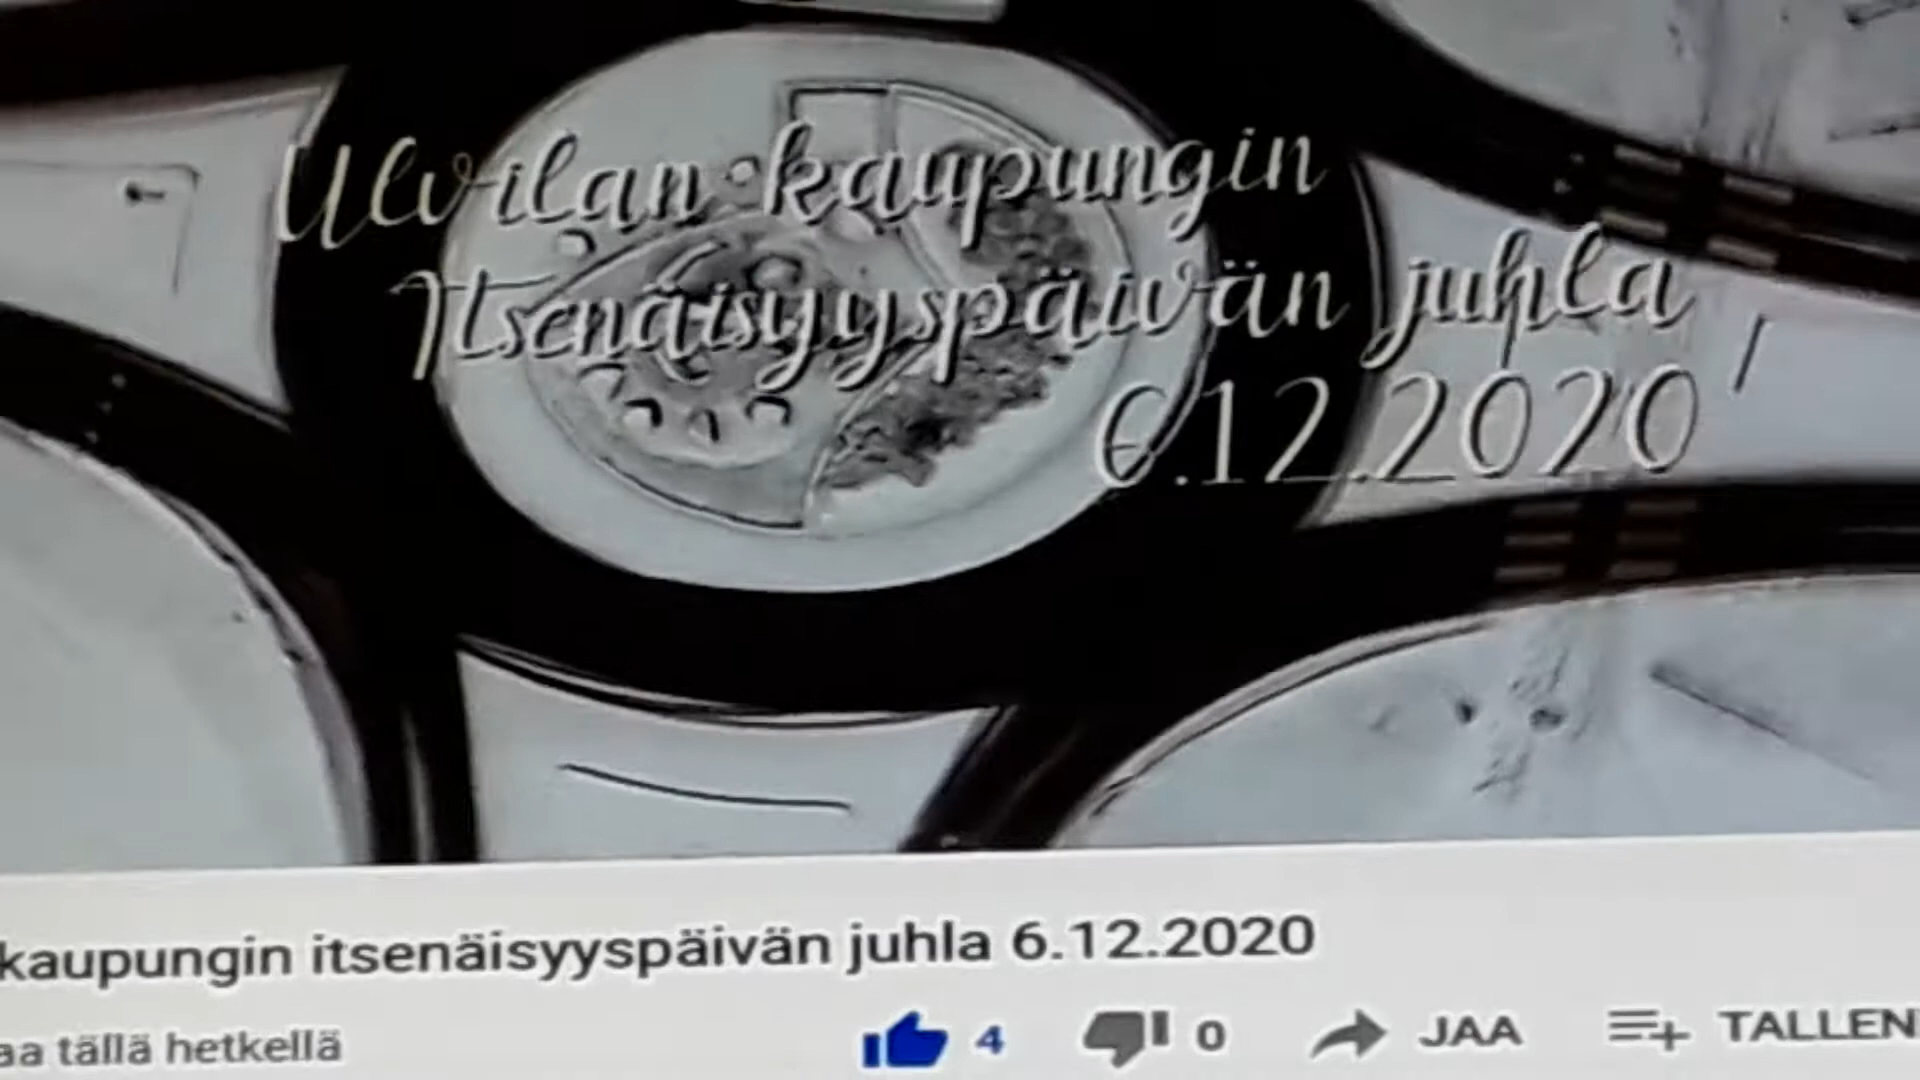 Ulvilan kaupungin
Itsenäisyyspäivän juhla
6.12.2020
kaupungin itsenäisyyspäivän juhla 6.12.2020
tällä hetkellä
4
0
JAA
TALLEN